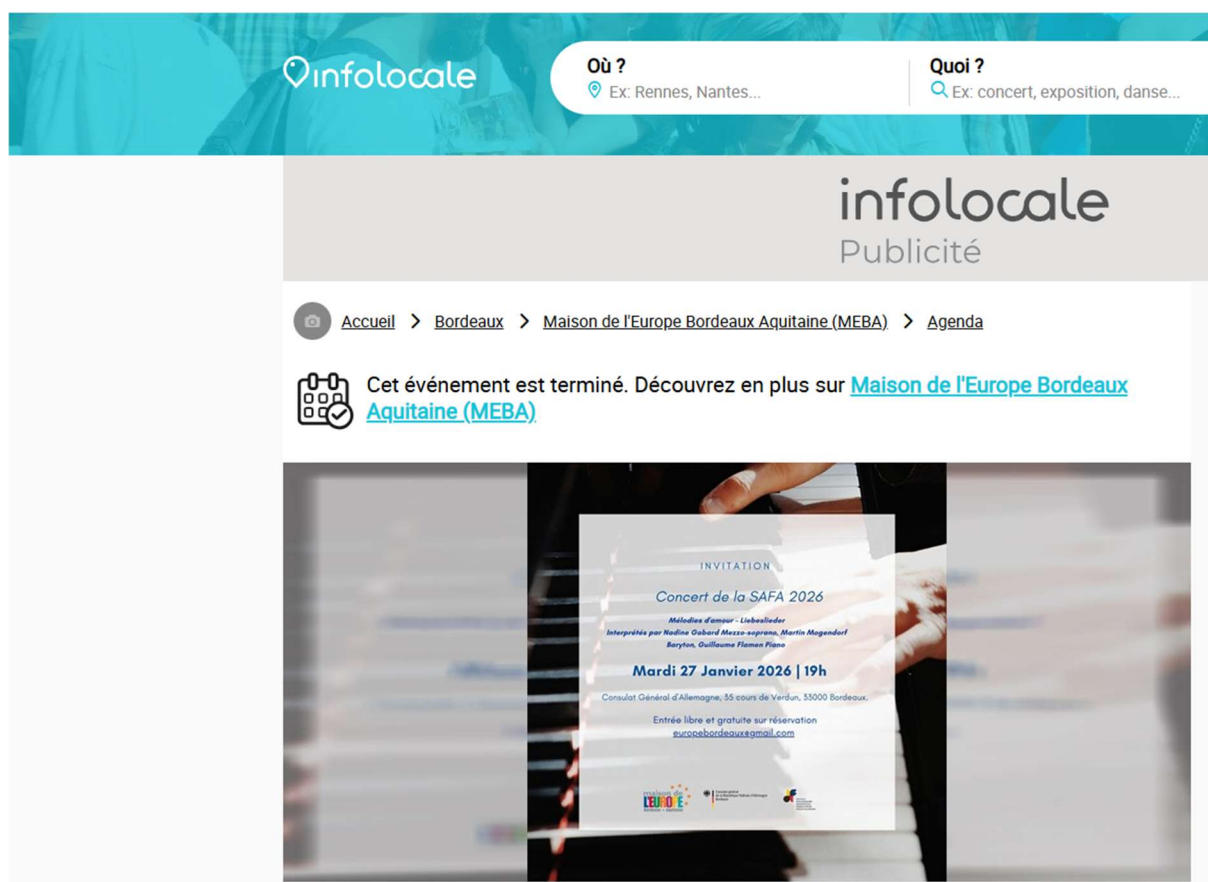 infolocale
Où ?
Ex: Rennes, Nantes...
Quoi ?
Ex: concert, exposition, danse...
infolocale
Publicité
Accueil > Bordeaux > Maison de l'Europe Bordeaux Aquitaine (MEBA) > Agenda
Cet événement est terminé. Découvrez en plus sur Maison de l'Europe Bordeaux
Aquitaine (MEBA)
INVITATION
Concert de la SAFA 2026
Mélodies d'amour - Liebeslieder
Interprétés par Nadine Gabard Mezzo-soprano, Martin Mogendorf
Baryton, Guillaume Flamen Piano
Mardi 27 Janvier 2026 | 19h
Consulat Général d'Allemagne, 35 cours de Verdun, 33000 Bordeaux.
Entrée libre et gratuite sur réservation
europebordeaux@gmail.com
maison de
L'EUROPE